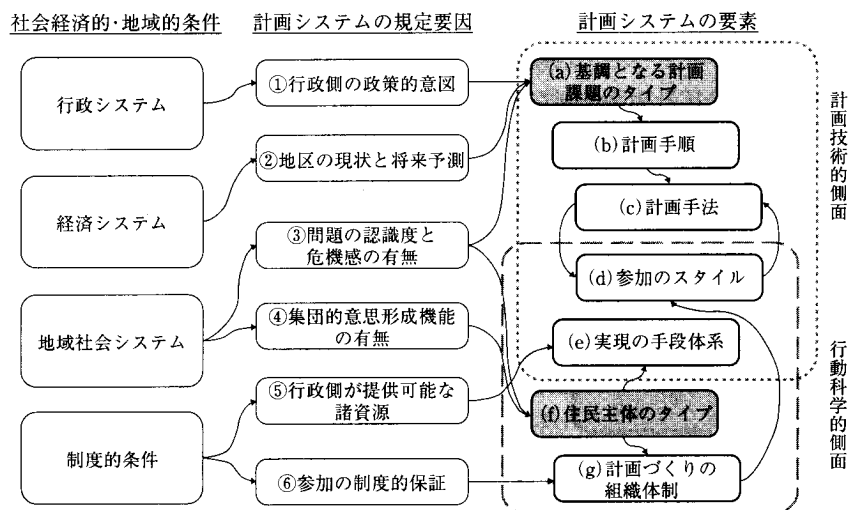 社会経済的･地域的条件
計画システムの規定要因
計画システムの要素
行政システム
経済システム
地域社会システム
制度的条件
①行政側の政策的意図
②地区の現状と将来予測
③問題の認識度と
危機感の有無
④集団的意思形成機能
の有無
⑤行政側が提供可能な
諸資源
⑥参加の制度的保証
(a)基調となる計画
課題のタイプ
(b)計画手順
(c)計画手法
(d)参加のスタイル
(e)実現の手段体系
(f)住民主体のタイプ
(g)計画づくりの
組織体制
計画技術的側面
行動科学的側面